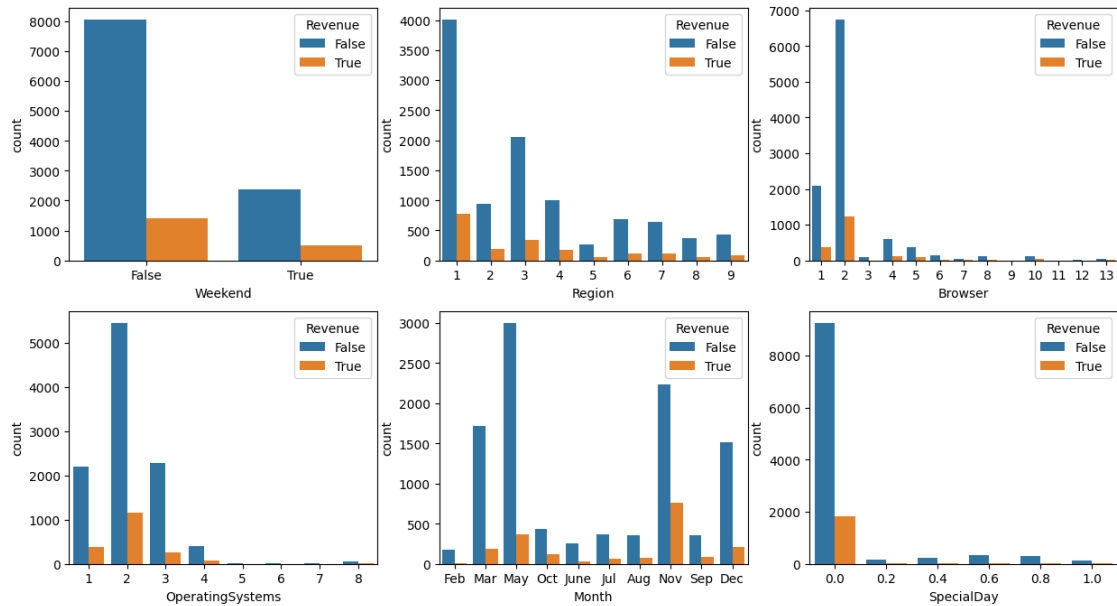 Revenue
False
True
8000
7000
6000
5000
4000
3000
2000
1000
0
count
False True
Weekend
Revenue
False
True
4000
3500
3000
2500
2000
1500
1000
500
0
count
1 2 3 4 5 6 7 8 9
Region
Revenue
False
True
7000
6000
5000
4000
3000
2000
1000
0
count
1 2 3 4 5 6 7 8 9 10 11 12 13
Browser
Revenue
False
True
5000
4000
3000
2000
1000
0
count
1 2 3 4 5 6 7 8
OperatingSystems
Revenue
False
True
3000
2500
2000
1500
1000
500
0
count
Feb Mar May Oct June Jul Aug Nov Sep Dec
Month
Revenue
False
True
8000
6000
4000
2000
0
count
0.0 0.2 0.4 0.6 0.8 1.0
SpecialDay